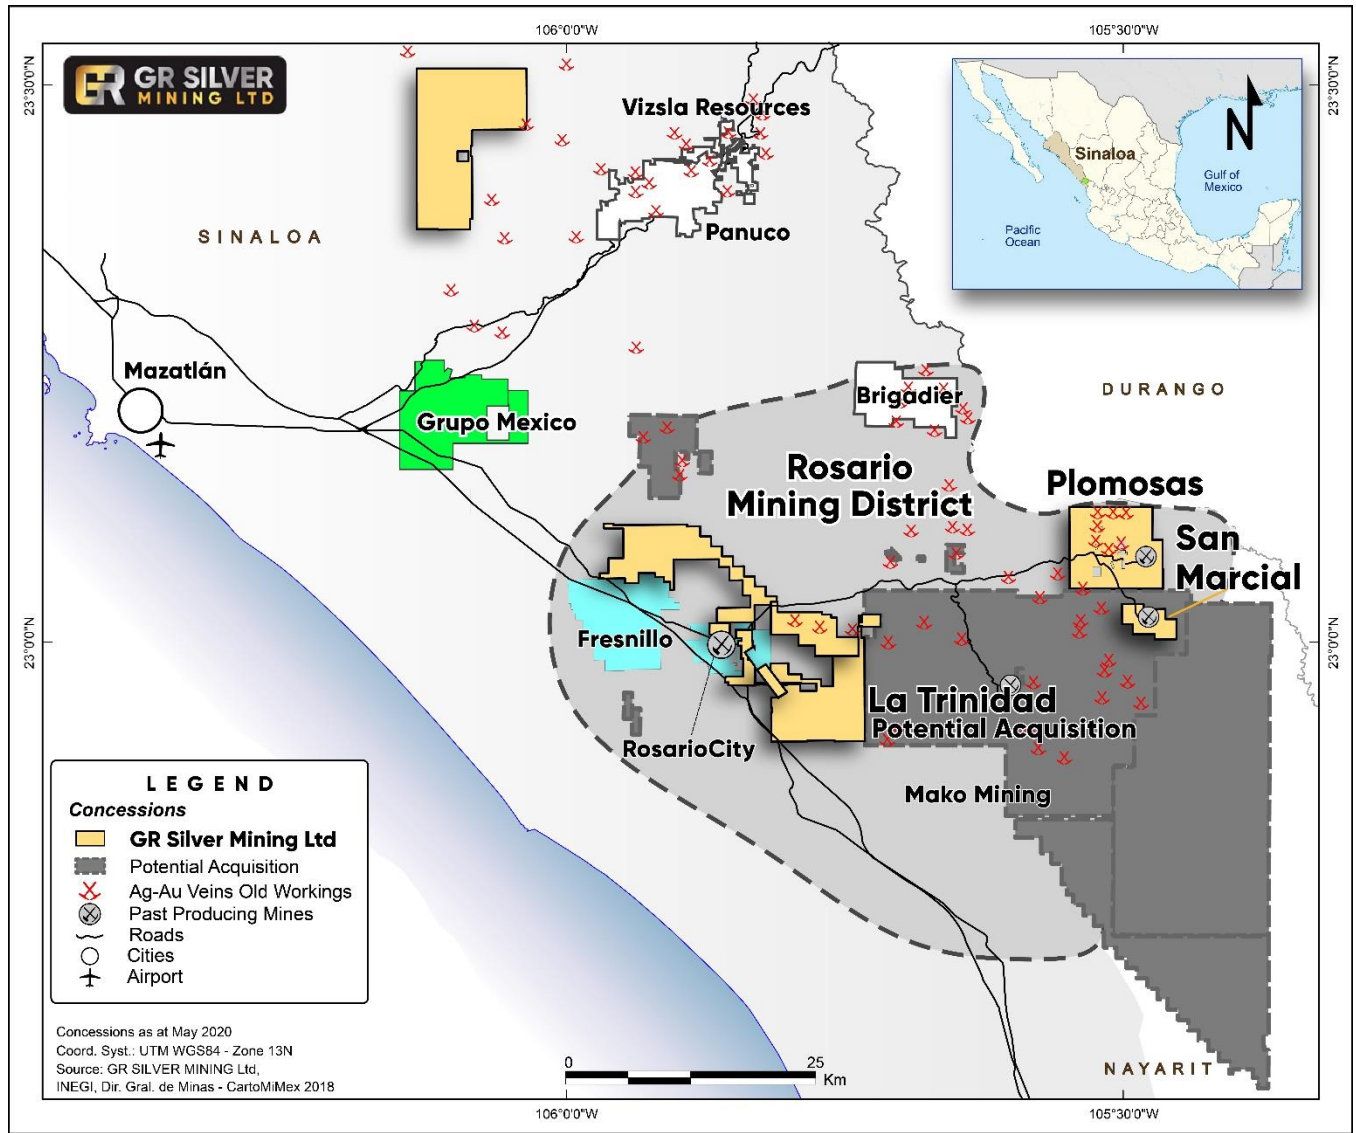 106°0'0"W
105°30'0"W
23°30'0"N
23°30'0"N
GR GR SILVER
MINING LTD
Vizsla Resources
Panuco
SINALOA
N
Sinaloa
Gulf of
Mexico
Pacific
Ocean
Mazatlán
Grupo Mexico
Brigadier
DURANGO
Rosario
Mining District
Plomosas
San
Marcial
23°0'0"N
23°0'0"N
Fresnillo
La Trinidad
Potential Acquisition
RosarioCity
Mako Mining
LEGEND
Concessions
GR Silver Mining Ltd
Potential Acquisition
Ag-Au Veins Old Workings
Past Producing Mines
Roads
Cities
Airport
Concessions as at May 2020
Coord. Syst.: UTM WGS84 - Zone 13N
Source: GR SILVER MINING Ltd,
INEGI, Dir. Gral. de Minas - CartoMiMex 2018
0 25
Km
NAYARIT
106°0'0"W
105°30'0"W